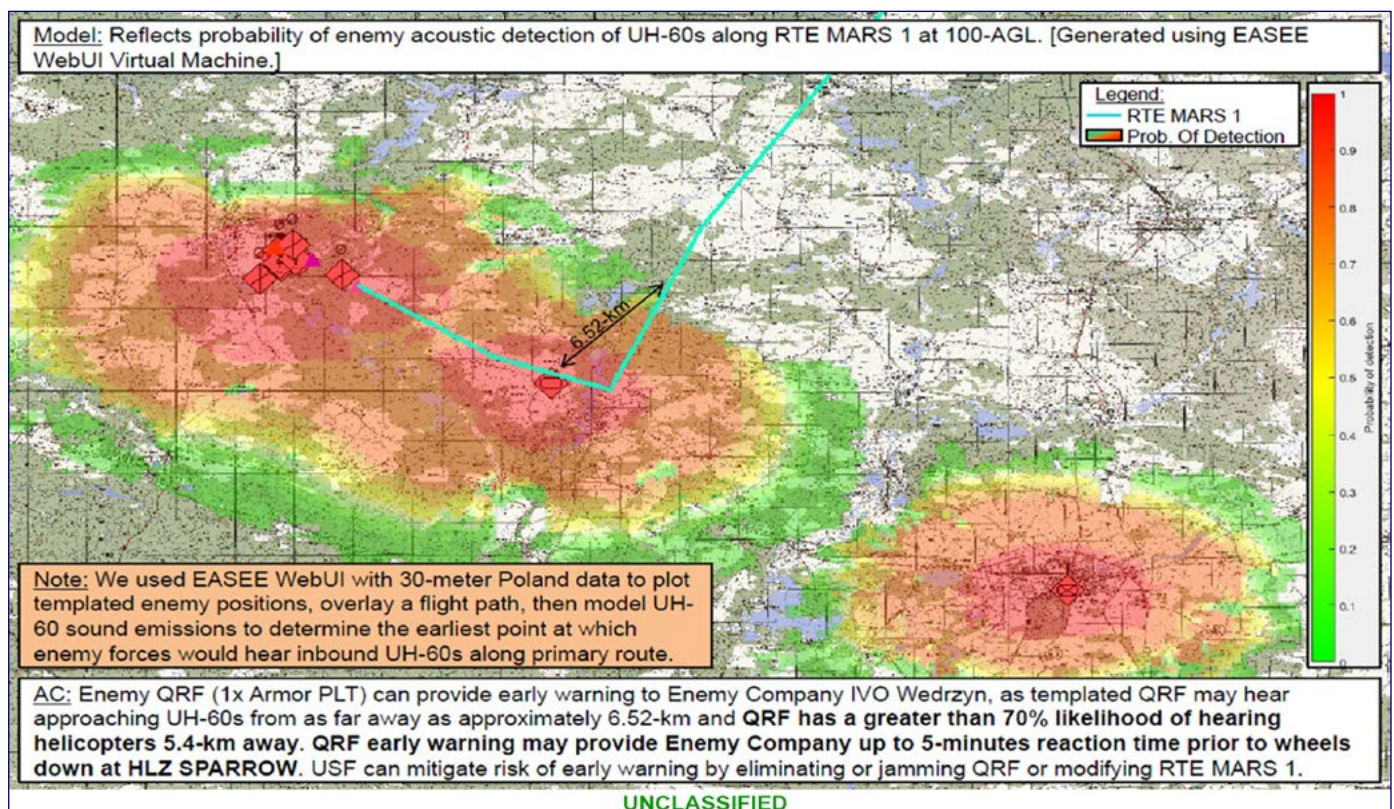 Model: Reflects probability of enemy acoustic detection of UH-60s along RTE MARS 1 at 100-AGL. [Generated using EASEE
WebUI Virtual Machine.]
Legend:
RTE MARS 1
Prob. Of Detection
1
0.9
0.8
0.7
0.6
0.5
0.4
0.3
0.2
0.1
0
Probability of detection
6.52-km
Note: We used EASEE WebUI with 30-meter Poland data to plot
templated enemy positions, overlay a flight path, then model UH-
60 sound emissions to determine the earliest point at which
enemy forces would hear inbound UH-60s along primary route.
AC: Enemy QRF (1x Armor PLT) can provide early warning to Enemy Company IVO Wedrzyn, as templated QRF may hear
approaching UH-60s from as far away as approximately 6.52-km and QRF has a greater than 70% likelihood of hearing
helicopters 5.4-km away. QRF early warning may provide Enemy Company up to 5-minutes reaction time prior to wheels
down at HLZ SPARROW. USF can mitigate risk of early warning by eliminating or jamming QRF or modifying RTE MARS 1.
UNCLASSIFIED